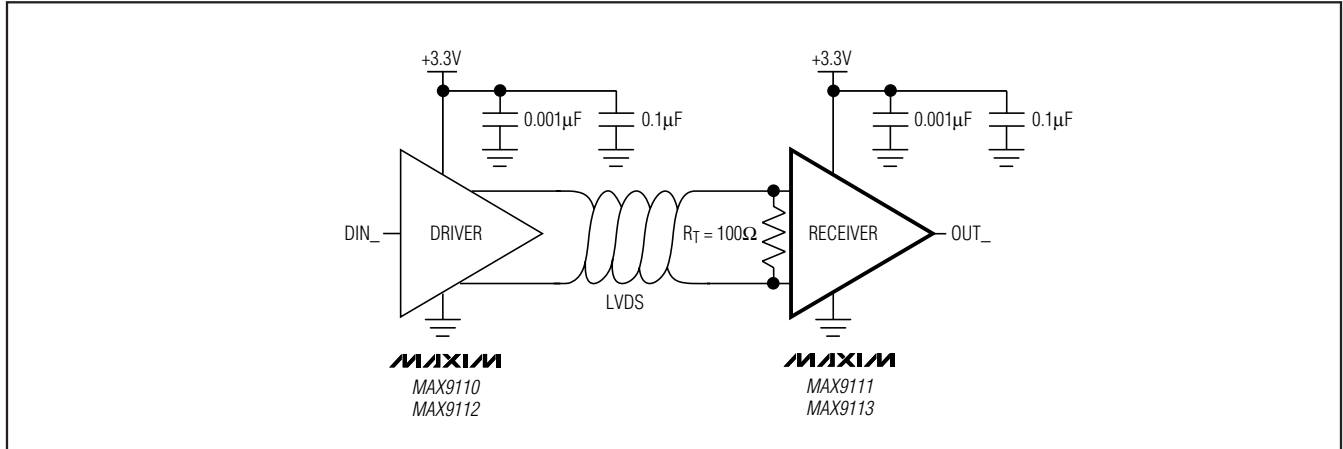 +3.3V
+3.3V
0.001µF
0.1µF
0.001µF
0.1µF
DIN_
DRIVER
RT = 100Ω
RECEIVER
OUT_
LVDS
MAXIM
MAXIM
MAX9110
MAX9112
MAX9111
MAX9113